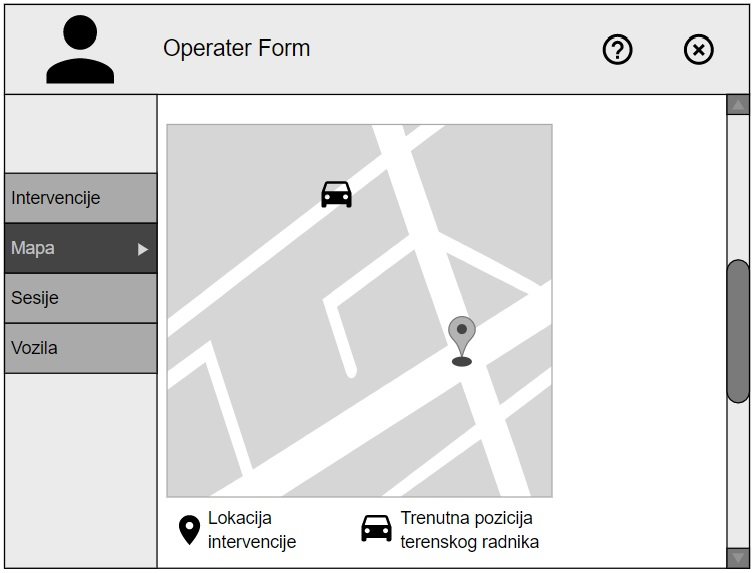 Operater Form
Intervencije
Mapa
Sesije
Vozila
Lokacija
intervencije
Trenutna pozicija
terenskog radnika